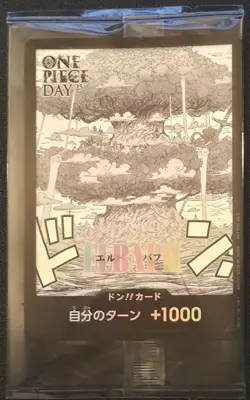 ONE
PIECE
DAY'25
ド ン!!
エルバフ
ELBAPH
ドン!!カード
自分のターン +1000